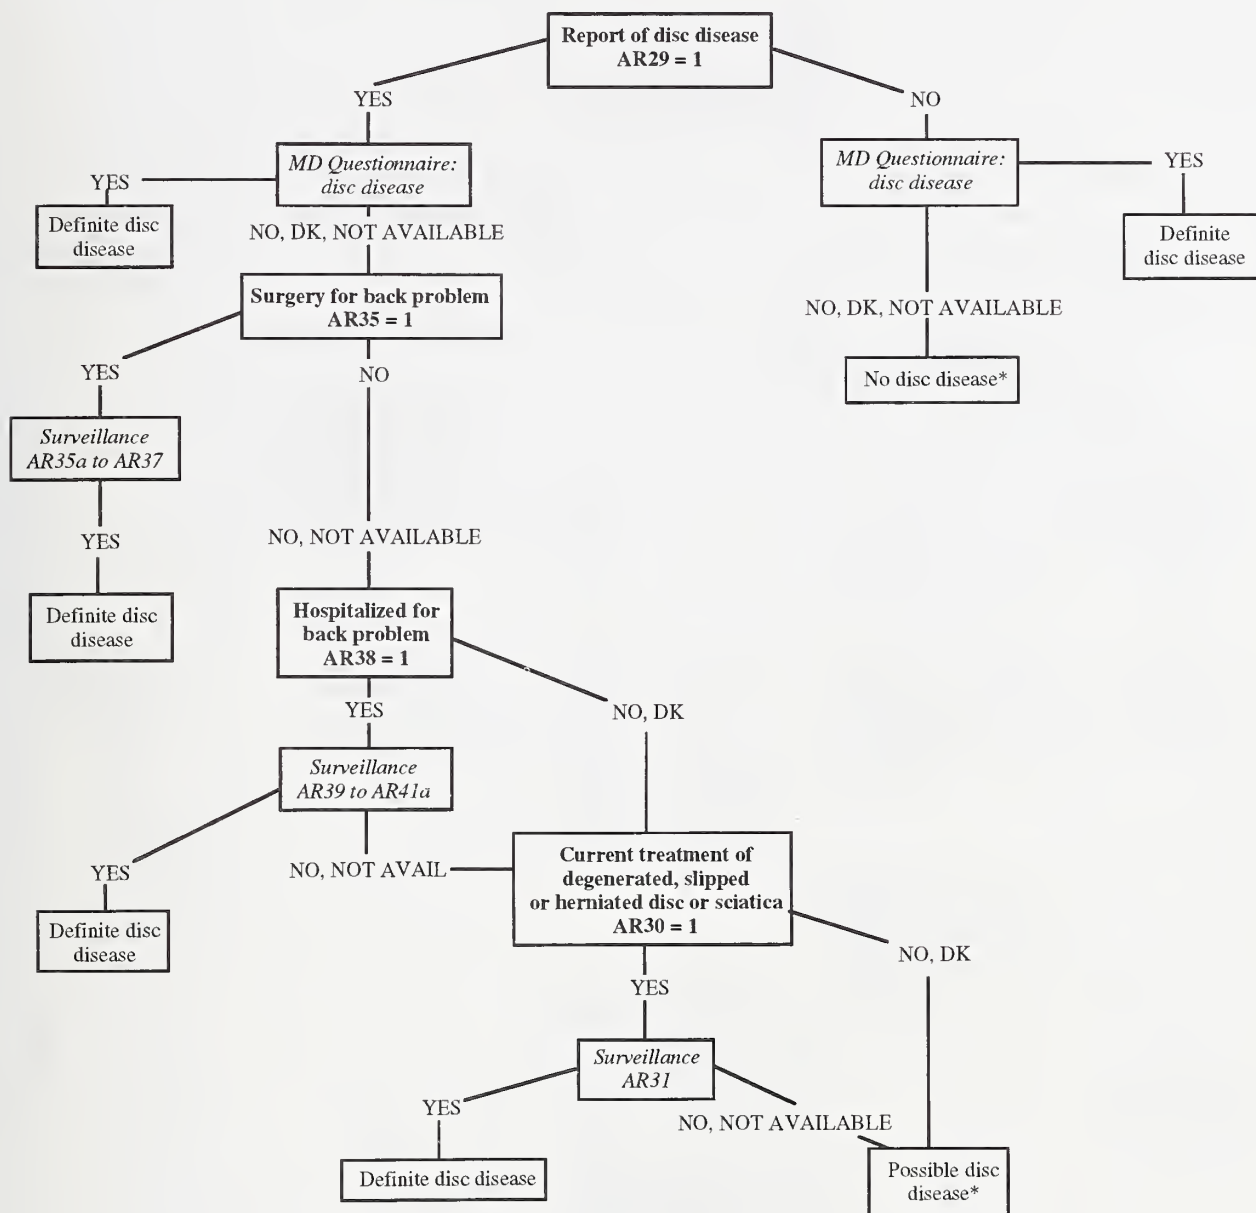 Report of disc disease
AR29 = 1
YES
NO
MD Questionnaire:
disc disease
MD Questionnaire:
disc disease
YES
YES
Definite disc
disease
NO, DK, NOT AVAILABLE
Definite
disc disease
Surgery for back problem
AR35 = 1
NO, DK, NOT AVAILABLE
YES
NO
No disc disease*
Surveillance
AR35a to AR37
YES
NO, NOT AVAILABLE
Definite disc
disease
Hospitalized for
back problem
AR38 = 1
YES
NO, DK
Surveillance
AR39 to AR41a
YES
NO, NOT AVAIL
Current treatment of
degenerated, slipped
or herniated disc or sciatica
AR30 = 1
Definite disc
disease
NO, DK
YES
Surveillance
AR31
YES
NO, NOT AVAILABLE
Definite disc disease
Possible disc
disease*